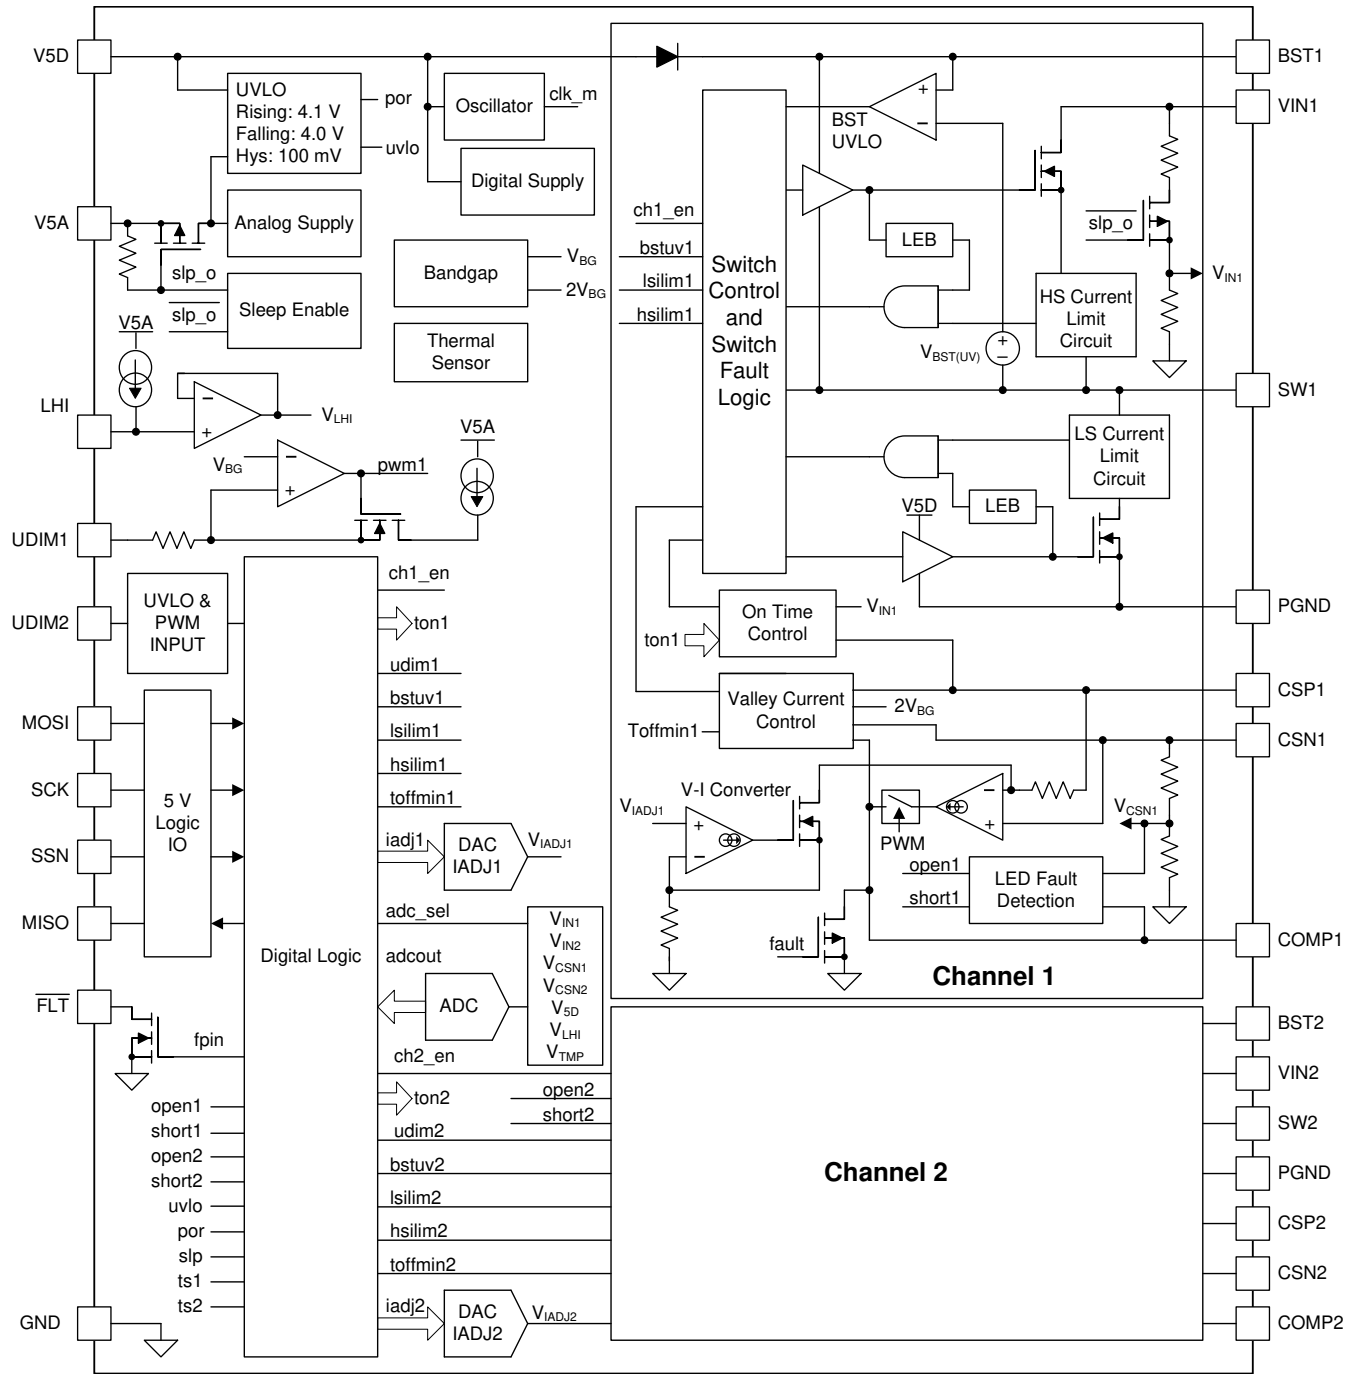 V5D
UVLO
Rising: 4.1 V
Falling: 4.0 V
Hys: 100 mV
por
uvlo
Oscillator
clk_m
Digital Supply
V5A
Analog Supply
slp_o
slp_o
Sleep Enable
Bandgap
VBG
2VBG
Thermal
Sensor
V5A
LHI
VLHI
VBG
pwm1
V5A
UDIM1
UDIM2
UVLO &
PWM
INPUT
MOSI
SCK
SSN
MISO
5 V
Logic
IO
FLT
fpin
open1
short1
open2
short2
uvlo
por
slp
ts1
ts2
GND
Digital Logic
ch1_en
ton1
udim1
bstuv1
lsilim1
hsilim1
toffmin1
iadj1
DAC
IADJ1
VIADJ1
adc_sel
adcout
ADC
VIN1
VIN2
VCSN1
VCSN2
V5D
VLHI
VTMP
ch2_en
ton2
open2
short2
udim2
bstuv2
lsilim2
hsilim2
toffmin2
iadj2
DAC
IADJ2
VIADJ2
ch1_en
bstuv1
lsilim1
hsilim1
Switch
Control
and
Switch
Fault
Logic
BST
UVLO
+
−
LEB
VBST(UV)
+
−
HS Current
Limit
Circuit
slp_o
VIN1
LS Current
Limit
Circuit
LEB
V5D
On Time
Control
VIN1
ton1
Valley Current
Control
2VBG
Toffmin1
V-I Converter
VIADJ1
+
−
PWM
−
+
VCSN1
open1
short1
LED Fault
Detection
fault
Channel 1
Channel 2
BST1
VIN1
SW1
PGND
CSP1
CSN1
COMP1
BST2
VIN2
SW2
PGND
CSP2
CSN2
COMP2